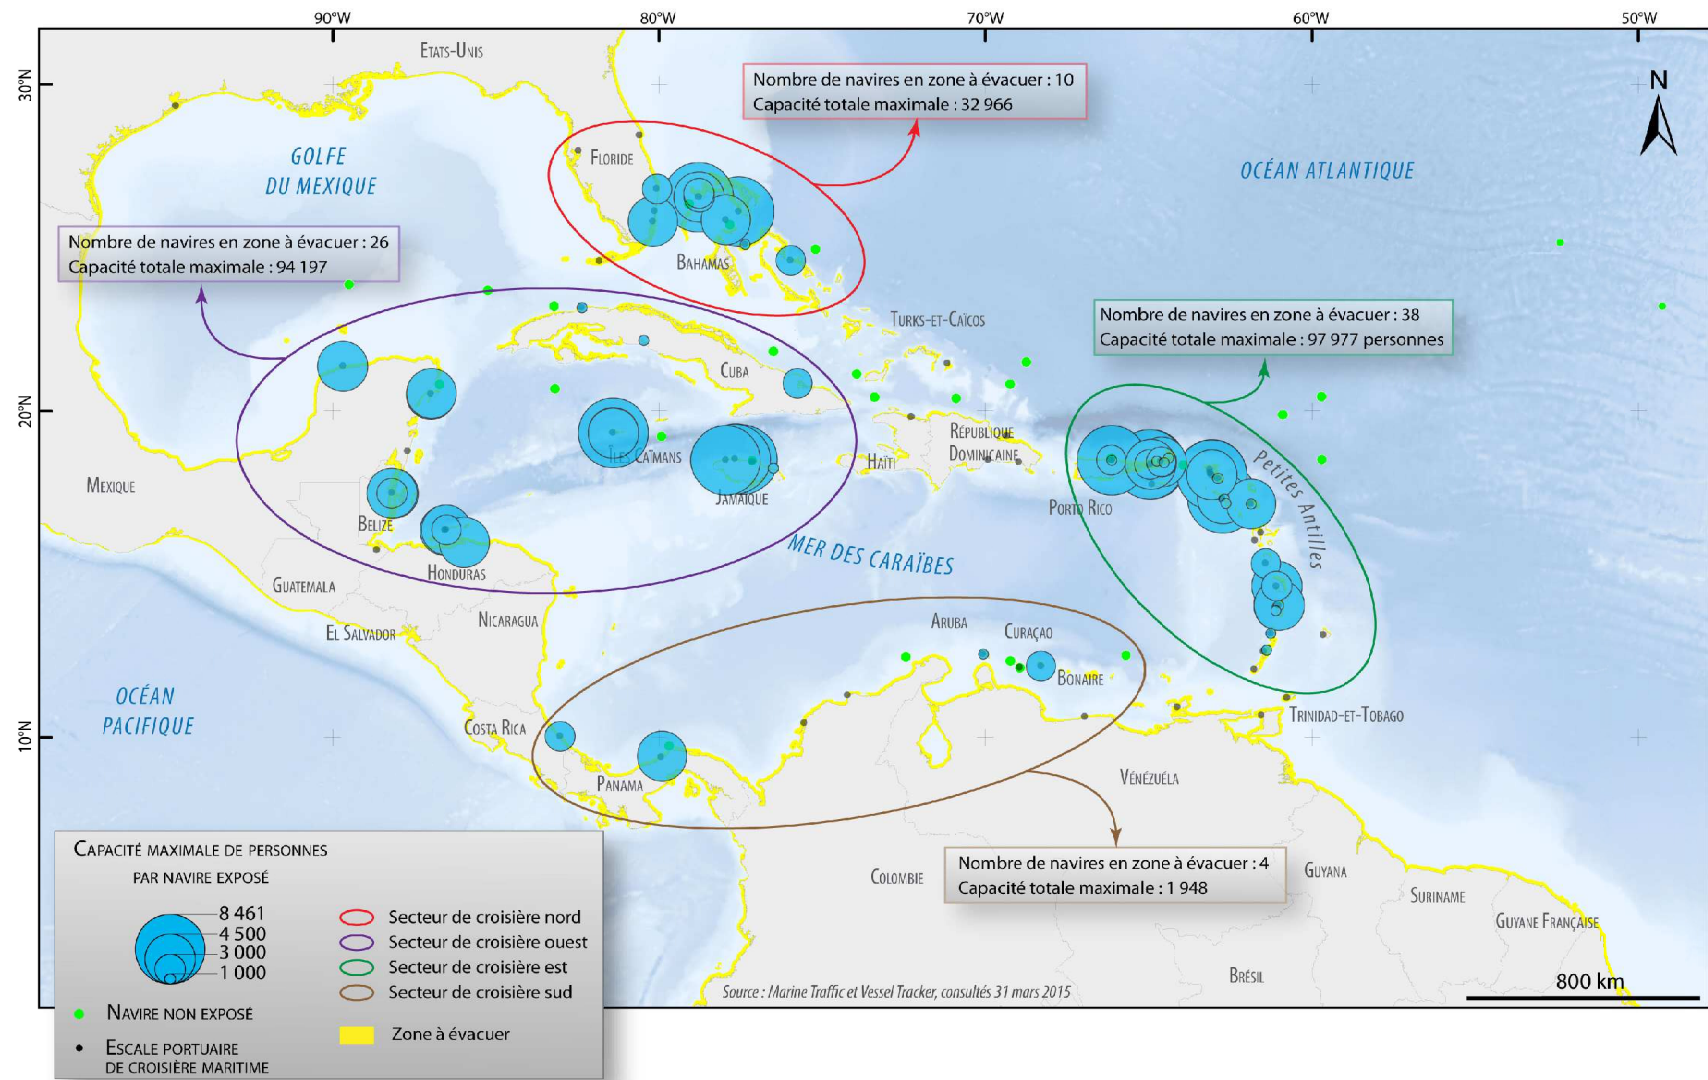 90°W 80°W 70°W 60°W 50°W
30°N
20°N
10°N
N
ETATS-UNIS
Nombre de navires en zone à évacuer : 10
Capacité totale maximale : 32 966
GOLFE
DU MEXIQUE
FLORIDE
OCÉAN ATLANTIQUE
Nombre de navires en zone à évacuer : 26
Capacité totale maximale : 94 197
BAHAMAS
TURKS-ET-CAÏCOS
Nombre de navires en zone à évacuer : 38
Capacité totale maximale : 97 977 personnes
CUBA
RÉPUBLIQUE
DOMINICAINE
HAÏTI
ÎLES CAÏMANS
JAMAÏQUE
PORTO RICO
Petites Antilles
MEXIQUE
BELIZE
MER DES CARAÏBES
HONDURAS
GUATEMALA
NICARAGUA
EL SALVADOR
ARUBA
CURAÇAO
BONAIRE
OCÉAN
PACIFIQUE
COSTA RICA
TRINIDAD-ET-TOBAGO
PANAMA
VÉNÉZUÉLA
Nombre de navires en zone à évacuer : 4
Capacité totale maximale : 1 948
COLOMBIE
GUYANA
SURINAME
GUYANE FRANÇAISE
BRÉSIL
CAPACITÉ MAXIMALE DE PERSONNES
PAR NAVIRE EXPOSÉ
8 461
4 500
3 000
1 000
NAVIRE NON EXPOSÉ
ESCALE PORTUAIRE
DE CROISIÈRE MARITIME
Secteur de croisière nord
Secteur de croisière ouest
Secteur de croisière est
Secteur de croisière sud
Zone à évacuer
Source : Marine Traffic et Vessel Tracker, consultés 31 mars 2015
800 km